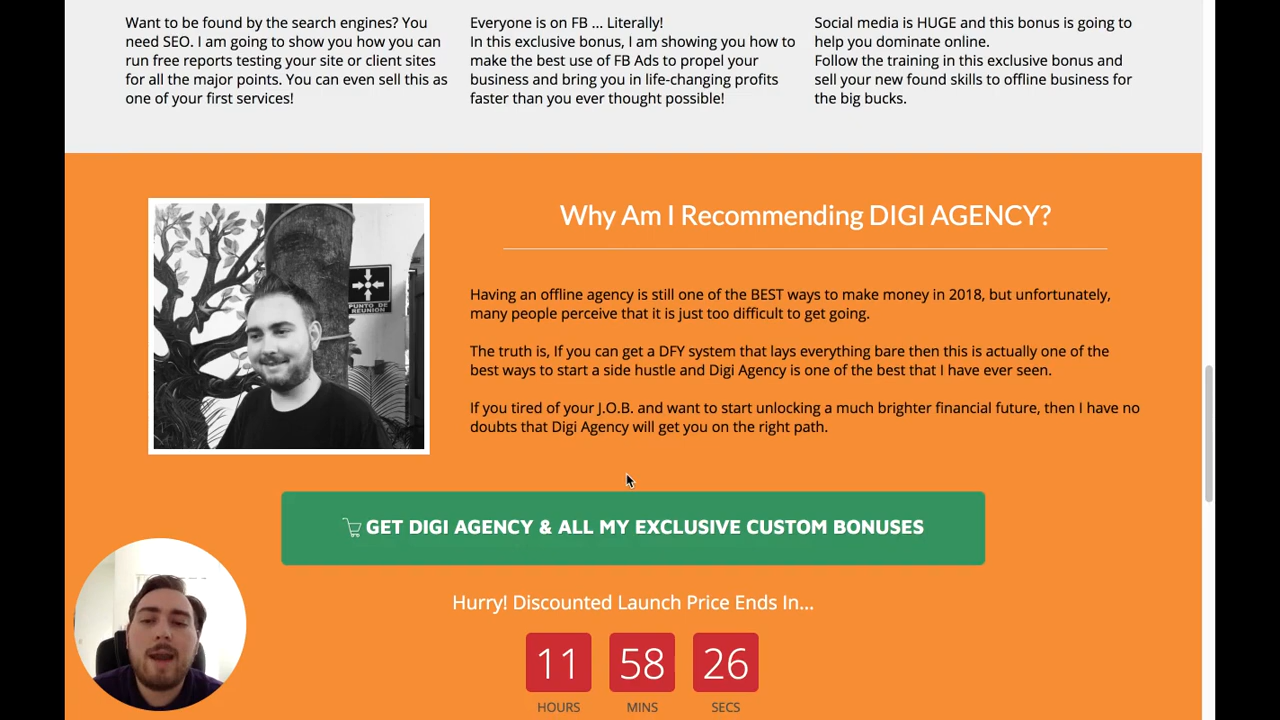 Want to be found by the search engines? You
need SEO. I am going to show you how you can
run free reports testing your site or client sites
for all the major points. You can even sell this as
one of your first services!
Everyone is on FB ... Literally!
In this exclusive bonus, I am showing you how to
make the best use of FB Ads to propel your
business and bring you in life-changing profits
faster than you ever thought possible!
Social media is HUGE and this bonus is going to
help you dominate online.
Follow the training in this exclusive bonus and
sell your new found skills to offline business for
the big bucks.
PUNTO DE
REUNION
Why Am I Recommending DIGI AGENCY?
Having an offline agency is still one of the BEST ways to make money in 2018, but unfortunately,
many people perceive that it is just too difficult to get going.
The truth is, If you can get a DFY system that lays everything bare then this is actually one of the
best ways to start a side hustle and Digi Agency is one of the best that I have ever seen.
If you tired of your J.O.B. and want to start unlocking a much brighter financial future, then I have no
doubts that Digi Agency will get you on the right path.
GET DIGI AGENCY & ALL MY EXCLUSIVE CUSTOM BONUSES
Hurry! Discounted Launch Price Ends In...
11 58 26
HOURS MINS SECS